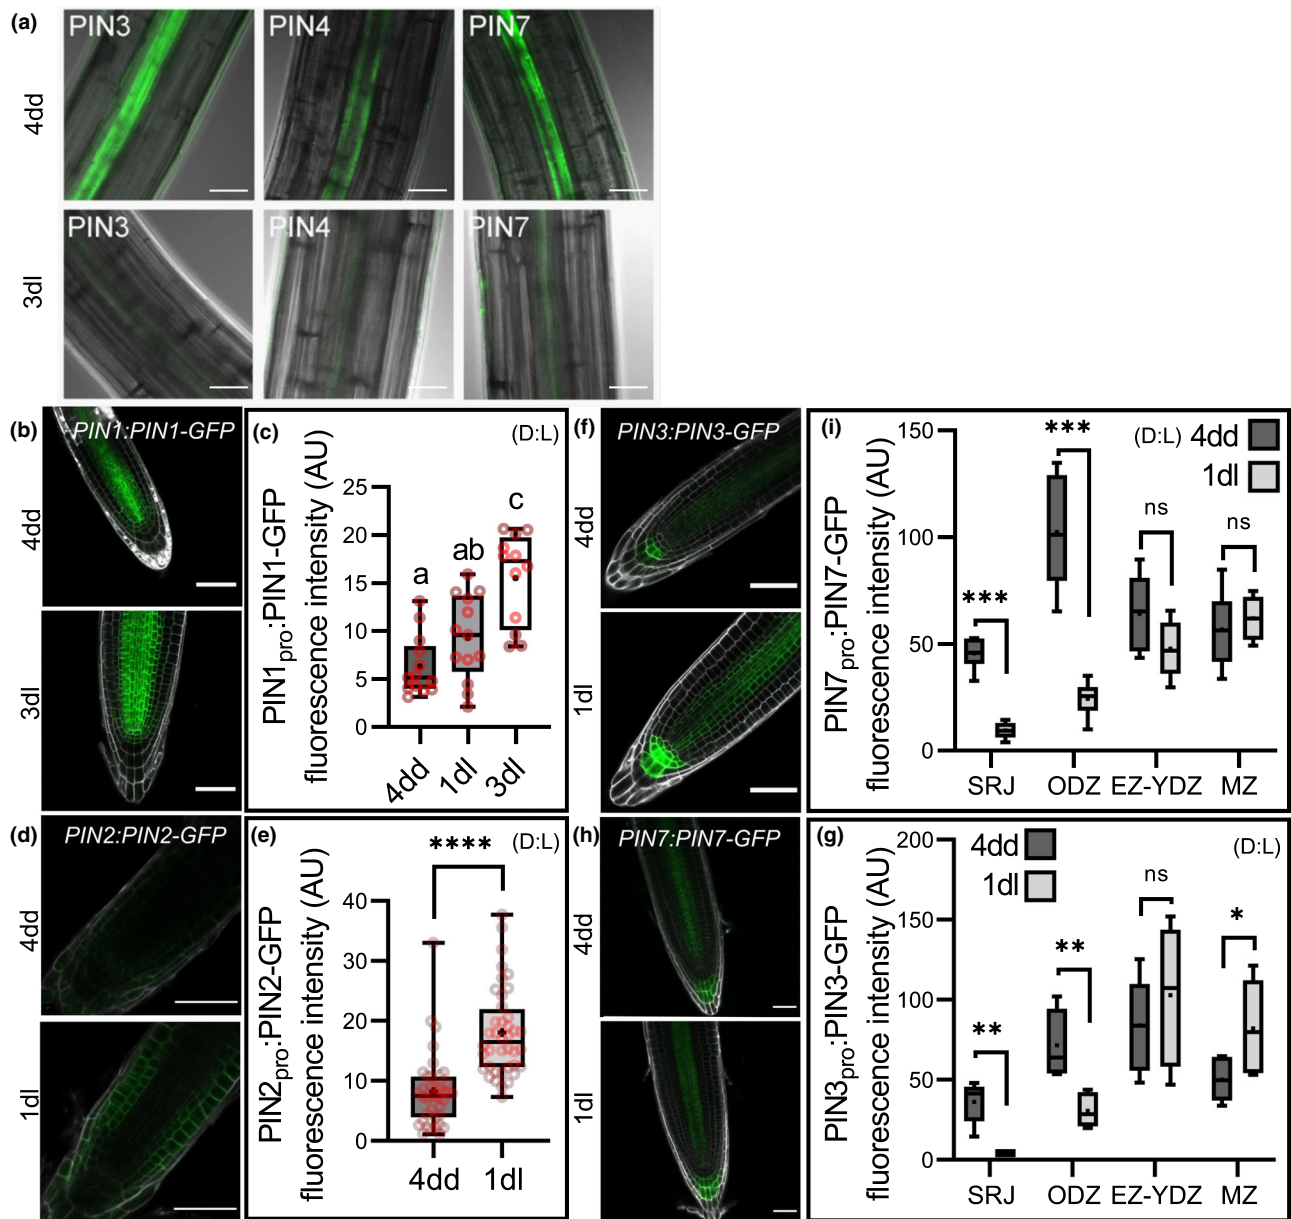 (a)
PIN3
PIN4
PIN7
4dd
PIN3
PIN4
PIN7
3dl
(b)
PIN1:PIN1-GFP
4dd
3dl
(c)
(D:L)
PIN1pro:PIN1-GFP
fluorescence intensity (AU)
25
20
15
10
5
0
a
ab
c
4dd
1dl
3dl
(f)
PIN3:PIN3-GFP
4dd
1dl
(i)
(D:L)
4dd
1dl
PIN7pro:PIN7-GFP
fluorescence intensity (AU)
150
100
50
0
***
***
ns
ns
SRJ
ODZ
EZ-YDZ
MZ
(d)
PIN2:PIN2-GFP
4dd
1dl
(e)
(D:L)
PIN2pro:PIN2-GFP
fluorescence intensity (AU)
40
30
20
10
0
****
4dd
1dl
(h)
PIN7:PIN7-GFP
4dd
1dl
(g)
4dd
1dl
(D:L)
PIN3pro:PIN3-GFP
fluorescence intensity (AU)
200
150
100
50
0
**
**
ns
*
SRJ
ODZ
EZ-YDZ
MZ